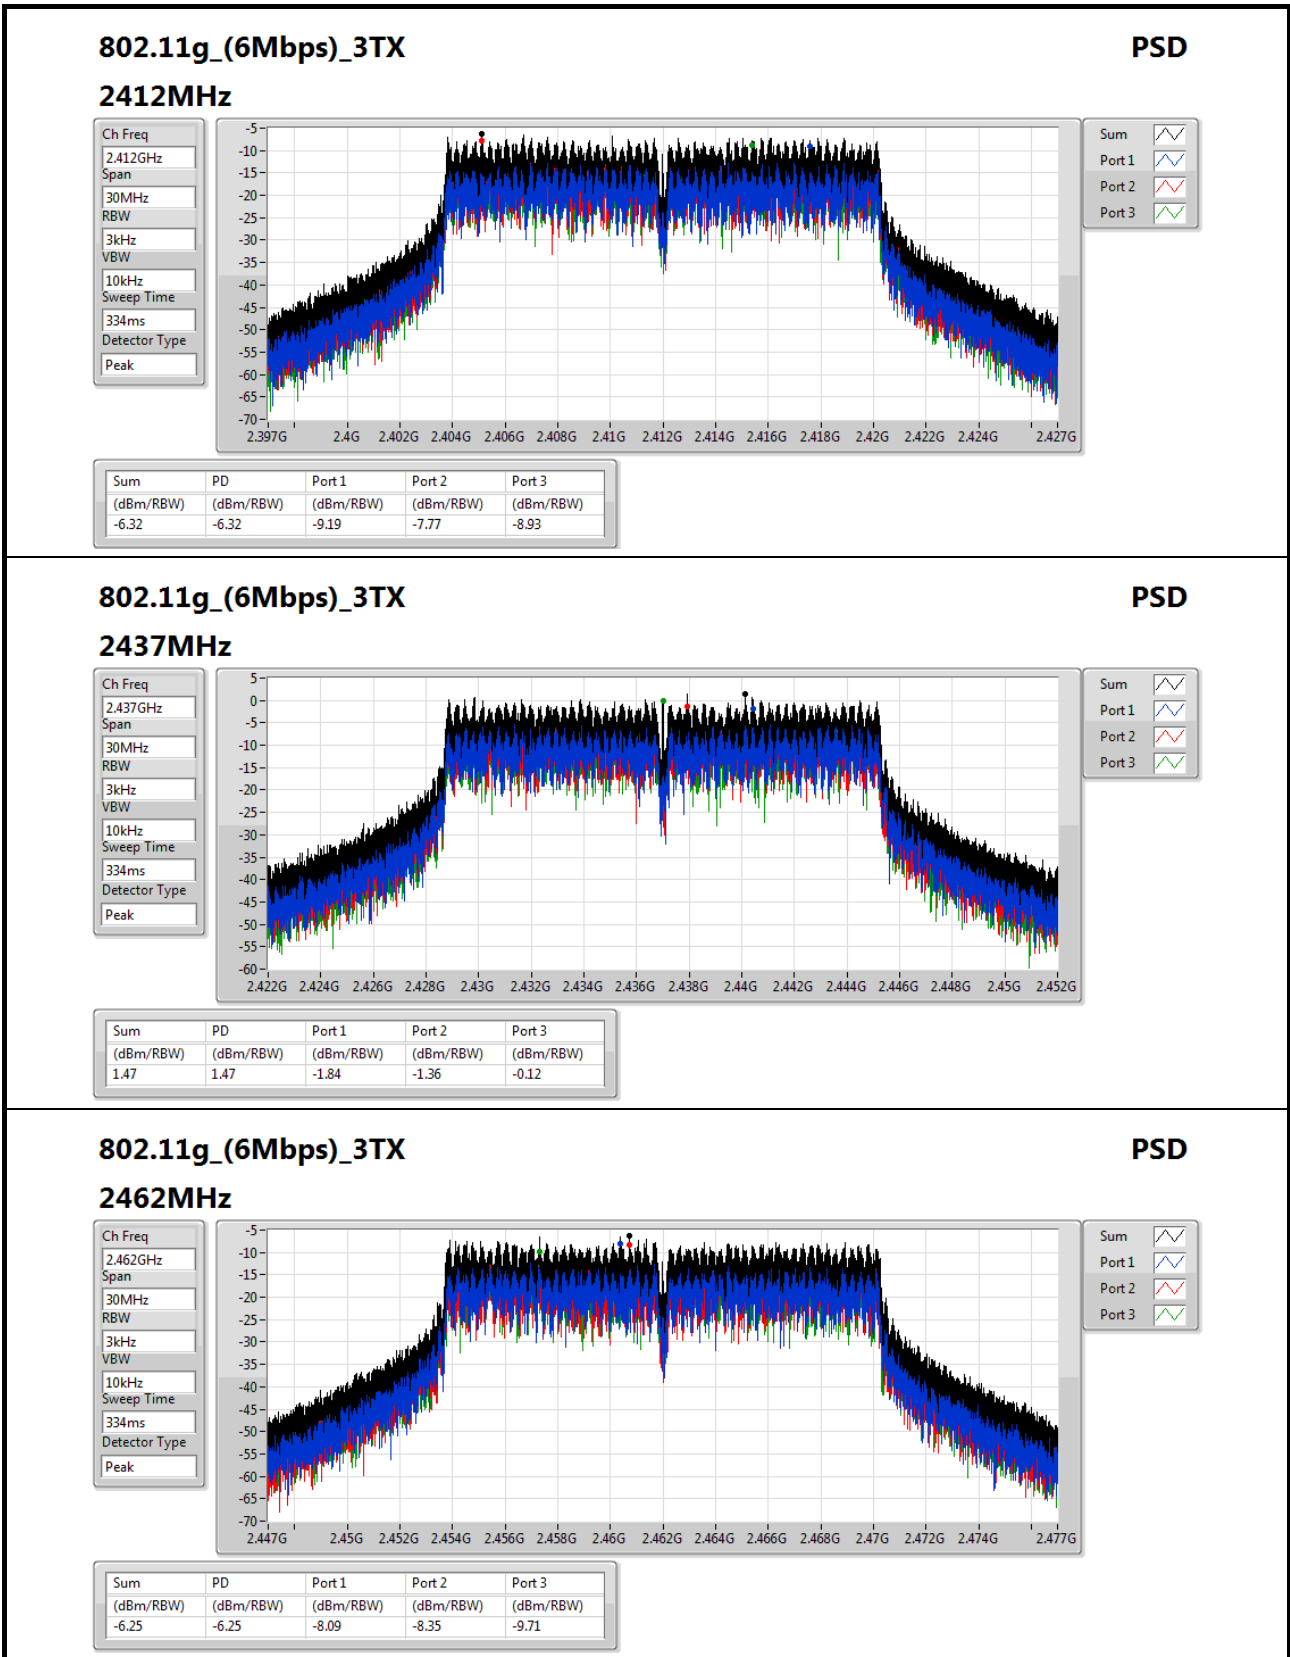 802.11g_(6Mbps)_3TX PSD
2412MHz
Ch Freq
2.412GHz
Span
30MHz
RBW
3kHz
VBW
10kHz
Sweep Time
334ms
Detector Type
Peak
-5
-10
-15
-20
-25
-30
-35
-40
-45
-50
-55
-60
-65
-70
2.397G 2.4G 2.402G 2.404G 2.406G 2.408G 2.41G 2.412G 2.414G 2.416G 2.418G 2.42G 2.422G 2.424G 2.427G
Sum
Port 1
Port 2
Port 3
Sum PD Port 1 Port 2 Port 3
(dBm/RBW) (dBm/RBW) (dBm/RBW) (dBm/RBW) (dBm/RBW)
-6.32 -6.32 -9.19 -7.77 -8.93
802.11g_(6Mbps)_3TX PSD
2437MHz
Ch Freq
2.437GHz
Span
30MHz
RBW
3kHz
VBW
10kHz
Sweep Time
334ms
Detector Type
Peak
5
0
-5
-10
-15
-20
-25
-30
-35
-40
-45
-50
-55
-60
2.422G 2.424G 2.426G 2.428G 2.43G 2.432G 2.434G 2.436G 2.438G 2.44G 2.442G 2.444G 2.446G 2.448G 2.45G 2.452G
Sum
Port 1
Port 2
Port 3
Sum PD Port 1 Port 2 Port 3
(dBm/RBW) (dBm/RBW) (dBm/RBW) (dBm/RBW) (dBm/RBW)
1.47 1.47 -1.84 -1.36 -0.12
802.11g_(6Mbps)_3TX PSD
2462MHz
Ch Freq
2.462GHz
Span
30MHz
RBW
3kHz
VBW
10kHz
Sweep Time
334ms
Detector Type
Peak
-5
-10
-15
-20
-25
-30
-35
-40
-45
-50
-55
-60
-65
-70
2.447G 2.45G 2.452G 2.454G 2.456G 2.458G 2.46G 2.462G 2.464G 2.466G 2.468G 2.47G 2.472G 2.474G 2.477G
Sum
Port 1
Port 2
Port 3
Sum PD Port 1 Port 2 Port 3
(dBm/RBW) (dBm/RBW) (dBm/RBW) (dBm/RBW) (dBm/RBW)
-6.25 -6.25 -8.09 -8.35 -9.71